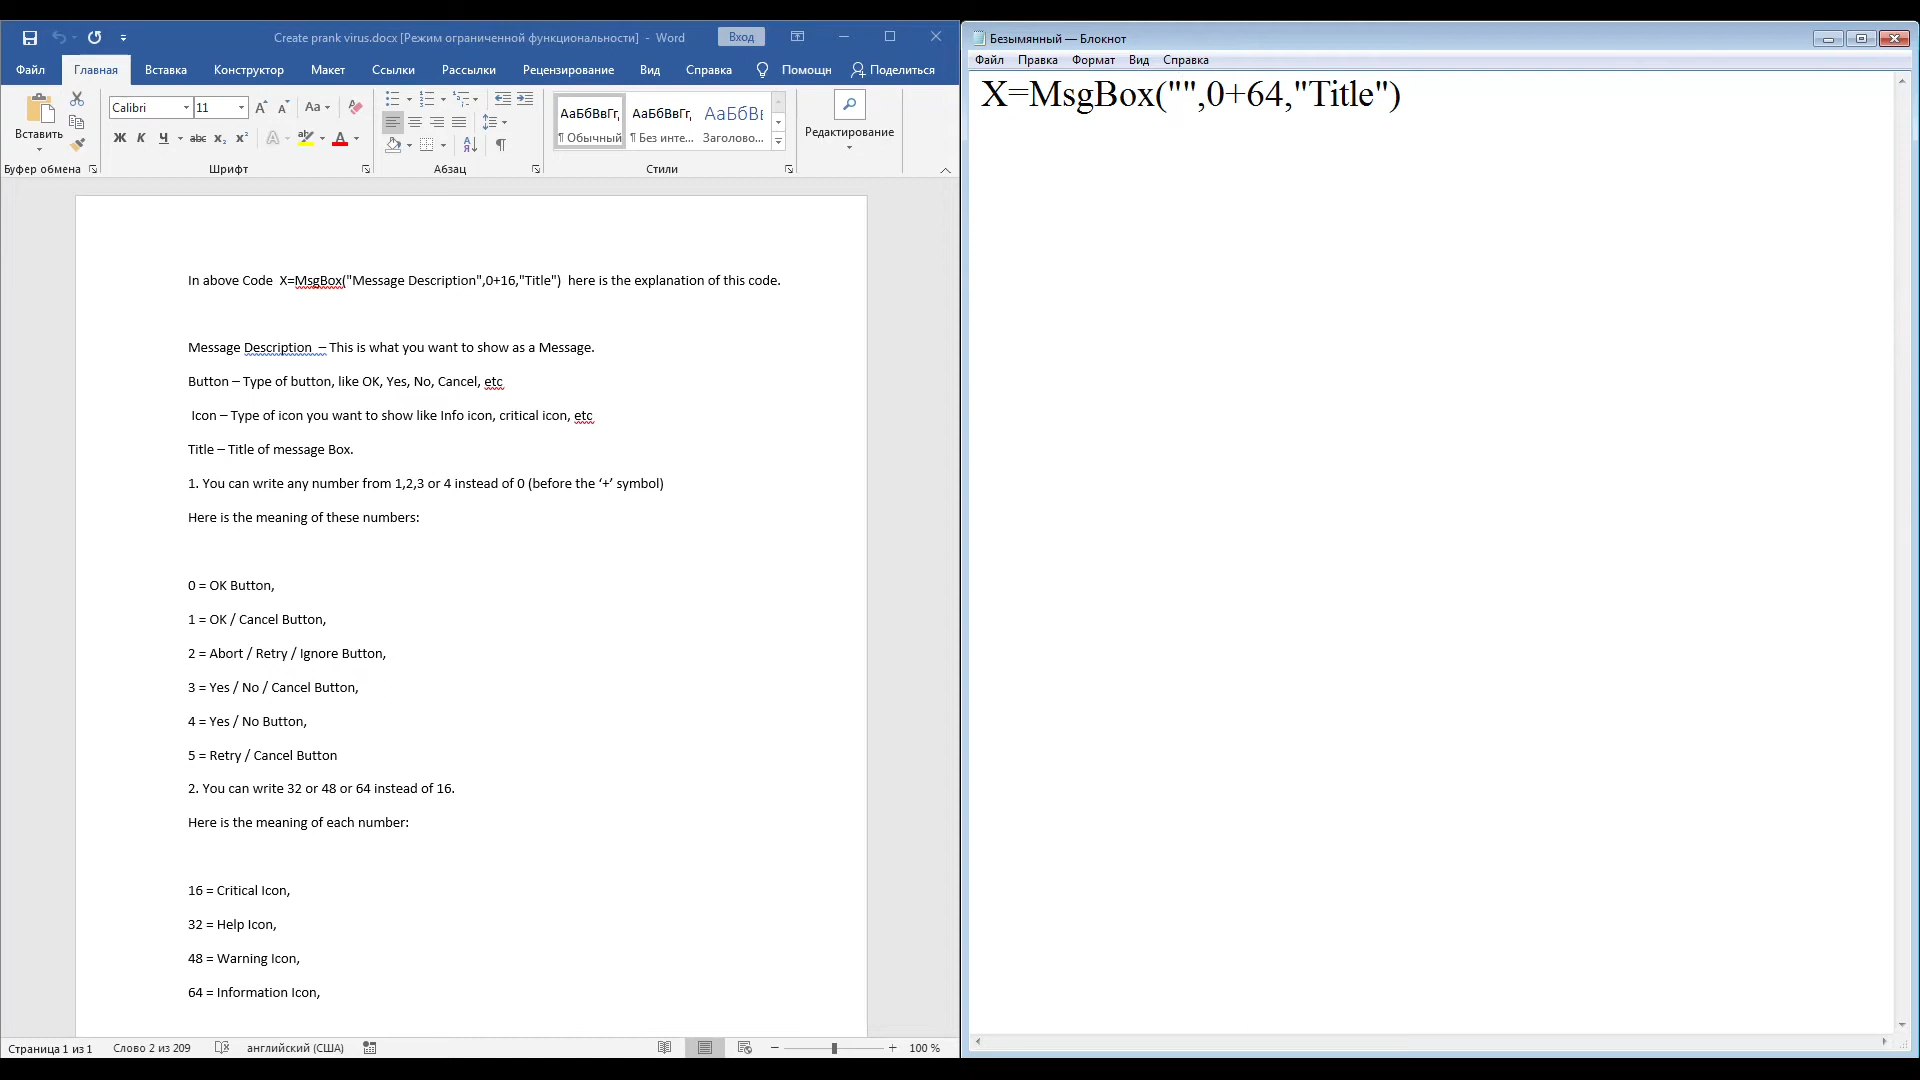 Create prank virus.docx [Режим ограниченной функциональности] - Word
Вход
Файл Главная Вставка Конструктор Макет Ссылки Рассылки Рецензирование Вид Справка Помощн Поделиться
Вставить
Calibri 11
Aa
Ж К Ч abc x₂ x²
АаБбВвГг, АаБбВвГг, АаБбВв
¶ Обычный ¶ Без инте... Заголово...
Редактирование
Буфер обмена Шрифт Абзац Стили
In above Code X=MsgBox("Message Description",0+16,"Title") here is the explanation of this code.
Message Description – This is what you want to show as a Message.
Button – Type of button, like OK, Yes, No, Cancel, etc
Icon – Type of icon you want to show like Info icon, critical icon, etc
Title – Title of message Box.
1. You can write any number from 1,2,3 or 4 instead of 0 (before the ‘+’ symbol)
Here is the meaning of these numbers:
0 = OK Button,
1 = OK / Cancel Button,
2 = Abort / Retry / Ignore Button,
3 = Yes / No / Cancel Button,
4 = Yes / No Button,
5 = Retry / Cancel Button
2. You can write 32 or 48 or 64 instead of 16.
Here is the meaning of each number:
16 = Critical Icon,
32 = Help Icon,
48 = Warning Icon,
64 = Information Icon,
Страница 1 из 1 Слово 2 из 209 английский (США) 100 %
Безымянный — Блокнот
Файл Правка Формат Вид Справка
X=MsgBox("",0+64,"Title")